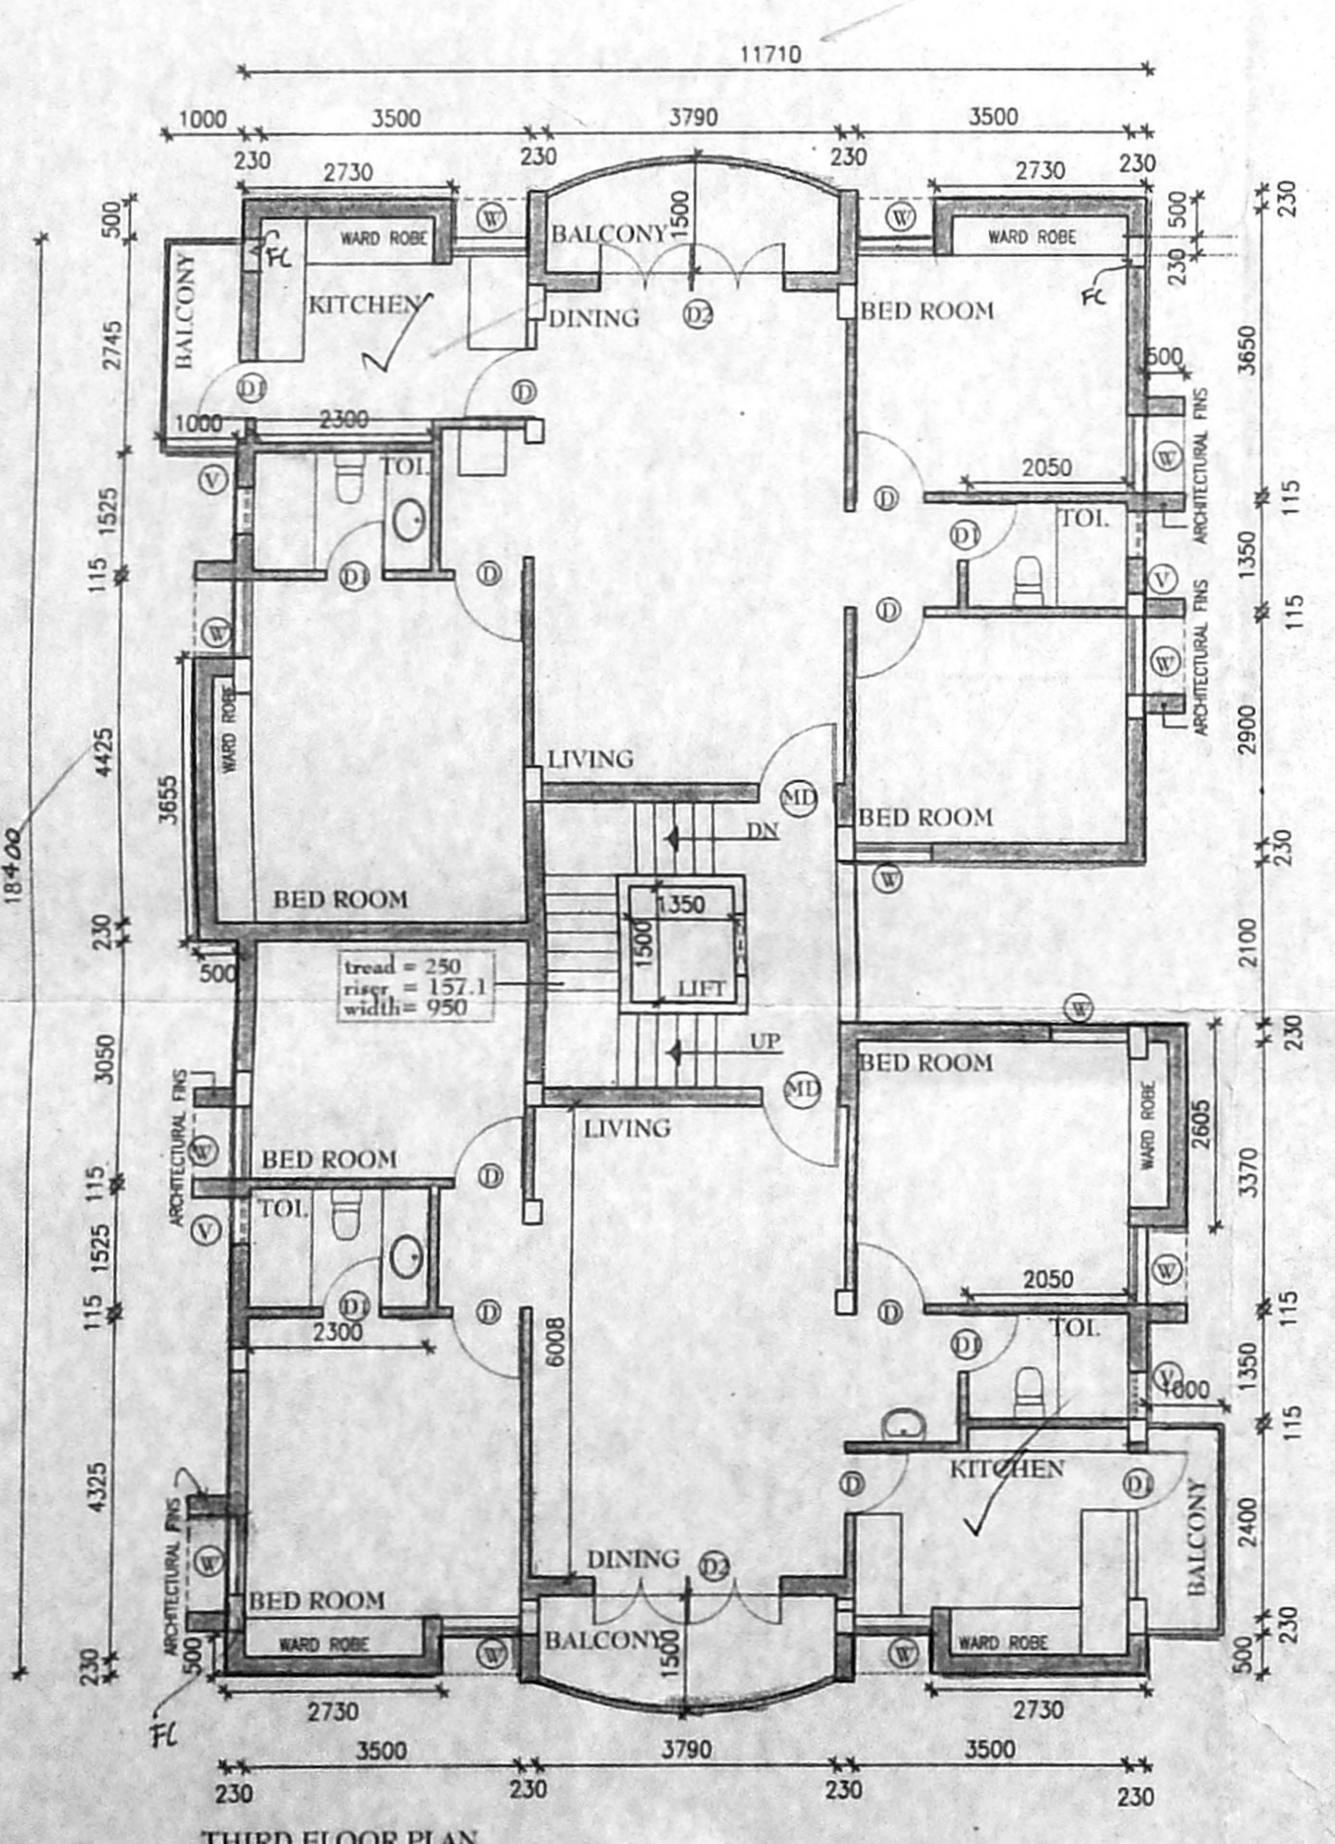 11710
1000 3500 3790 3500
230 230 230 230
2730 2730
500 W W 500 230
WARD ROBE WARD ROBE
BALCONY 1500
FC 230
FC
BALCONY KITCHEN DINING D2 BED ROOM
2745 3650
500
D1 D
1000 2300
ARCHITECTURAL FINS
V TOI. W
2050
D 115
1525 TOI.
D1
115 D1 D V 1350
W D 115
ARCHITECTURAL FINS
W
WARD ROBE
4425 LIVING 2900
3655 MD
DN BED ROOM
18400
W 230
BED ROOM 1350
230 1500 2100
500 tread = 250
riser = 157.1 LIFT
width= 950 W
230
UP BED ROOM
3050 MD
ARCHITECTURAL FINS WARD ROBE 2605
LIVING
W BED ROOM D 3370
115
TOI.
V
1525 W
2050
115 D1 D D 115
2300 TOI.
6008 D1 1350
V
1000
115
KITCHEN
4325 D D1
ARCHITECTURAL FINS BALCONY 2400
W DINING D2
BED ROOM
230
WARD ROBE BALCONY WARD ROBE
500 W 1500 W 500
230
2730 2730
FC
3500 3790 3500
230 230 230 230
THIRD FLOOR PLAN